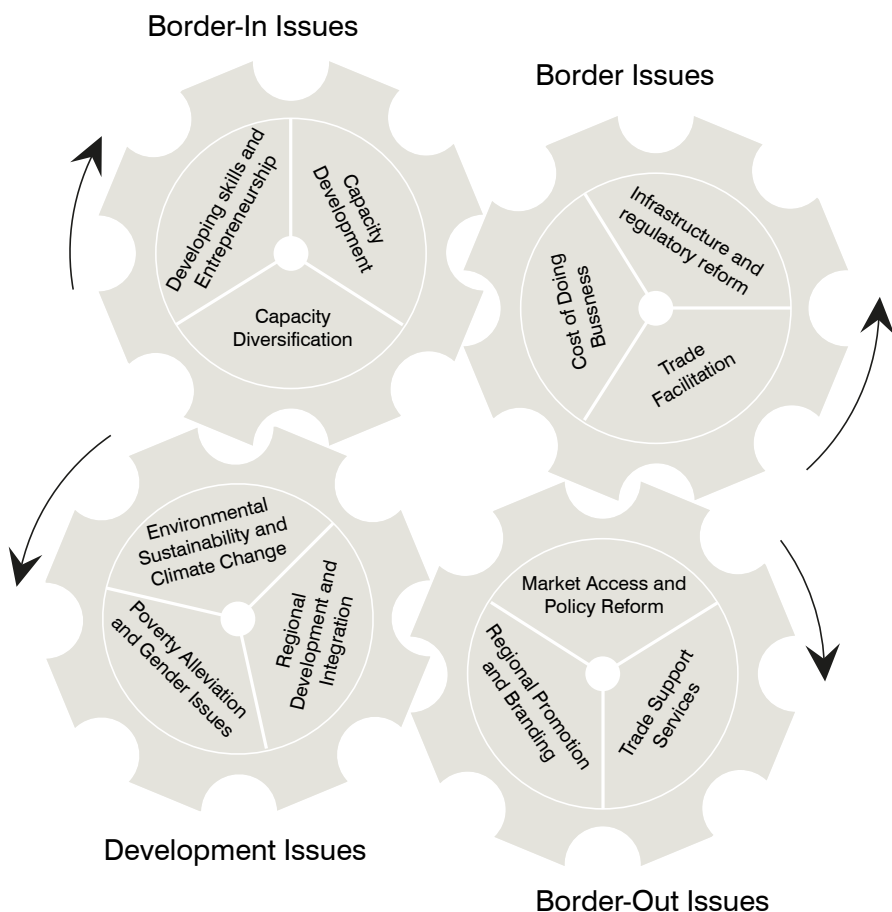 Border-In Issues
Developing skills and
Entrepreneurship
Capacity
Development
Capacity
Diversification
Border Issues
Infrastructure and
regulatory reform
Cost of Doing
Bussness
Trade
Facilitation
Environmental
Sustainability and
Climate Change
Poverty Alleviation
and Gender Issues
Regional
Development and
Integration
Development Issues
Market Access and
Policy Reform
Regional Promotion
and Branding
Trade Support
Services
Border-Out Issues